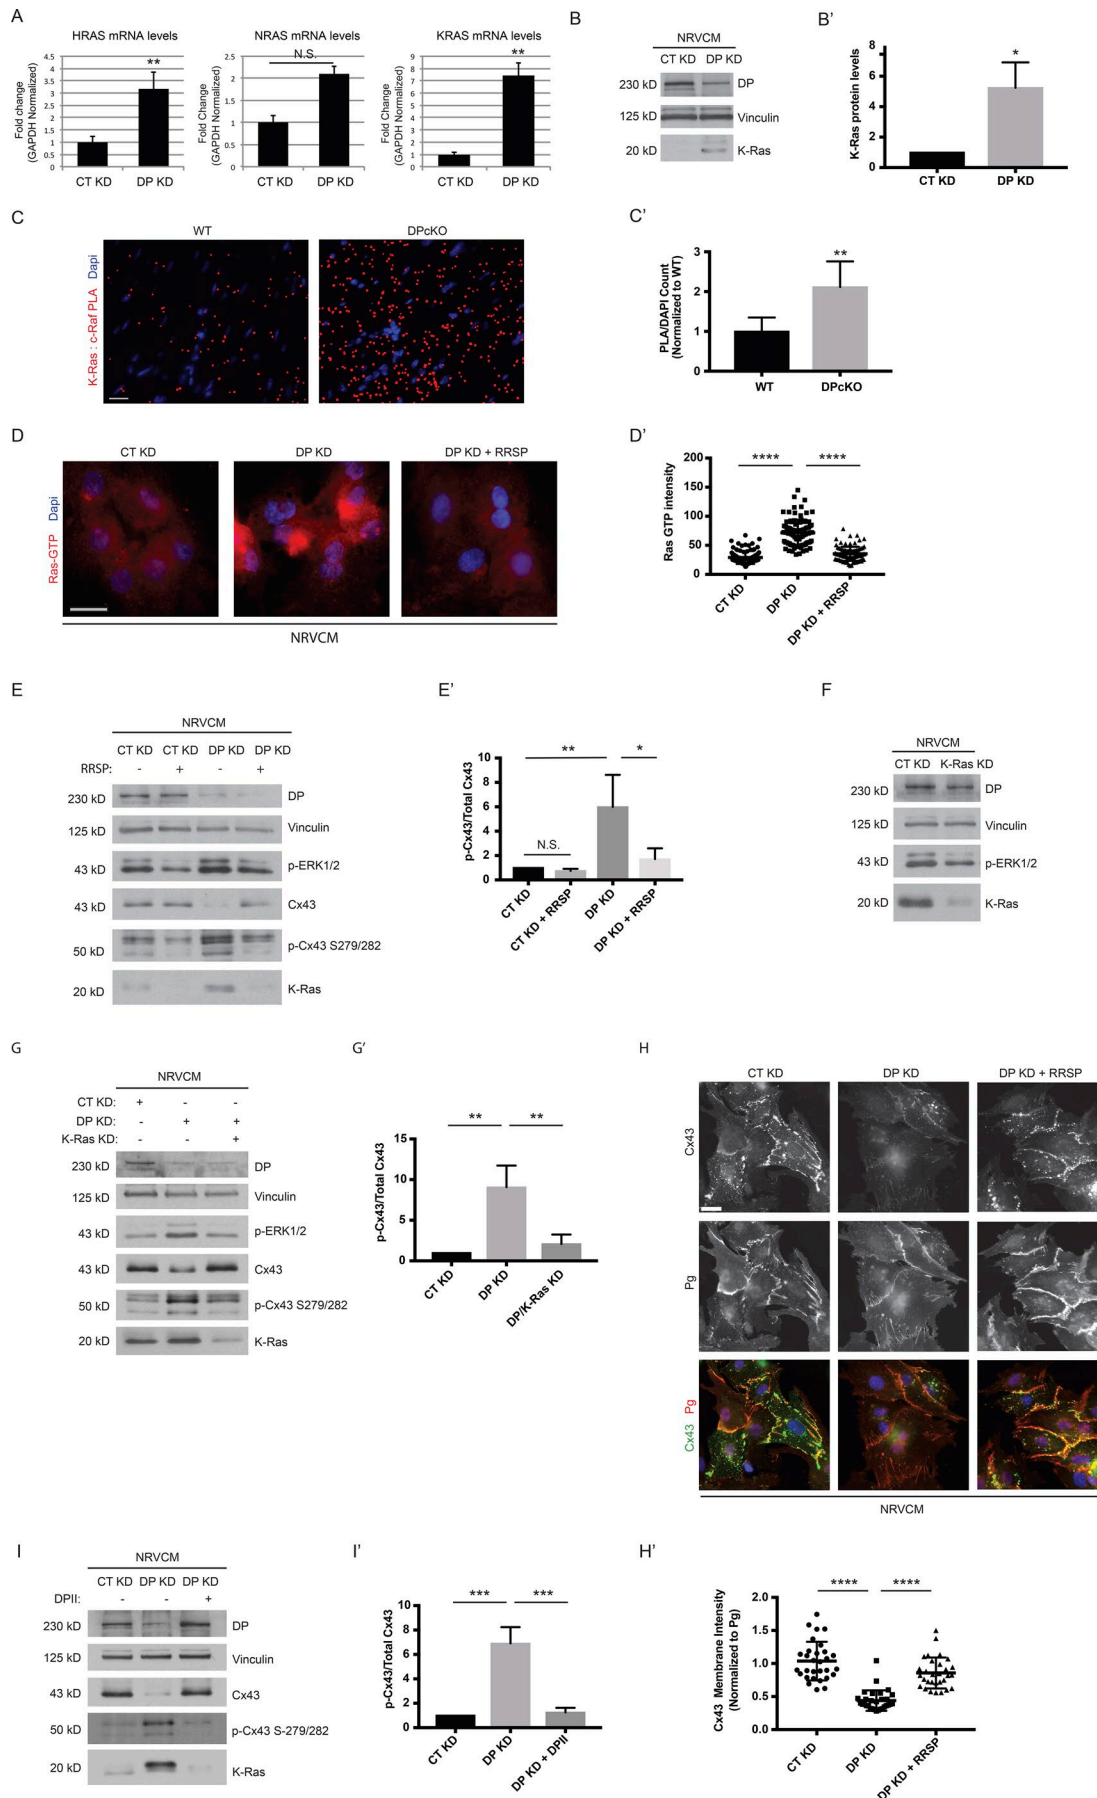 A
HRAS mRNA levels
NRAS mRNA levels
KRAS mRNA levels
Fold Change
(GAPDH Normalized)
4.5
4
3.5
3
2.5
2
1.5
1
0.5
0
**
CT KD DP KD
Fold Change
(GAPDH Normalized)
2.5
2
1.5
1
0.5
0
N.S.
CT KD DP KD
Fold Change
(GAPDH Normalized)
9
8
7
6
5
4
3
2
1
0
**
CT KD DP KD
B
NRVCM
CT KD DP KD
230 kD DP
125 kD Vinculin
20 kD K-Ras
B'
K-Ras protein levels
8
6
4
2
0
*
CT KD DP KD
C
WT DPcKO
K-Ras : c-Raf PLA Dapi
C'
PLA/DAPI Count
(Normalized to WT)
3
2
1
0
**
WT DPcKO
D
CT KD DP KD DP KD + RRSP
Ras-GTP Dapi
NRVCM
D'
Ras GTP intensity
200
150
100
50
0
**** ****
CT KD
DP KD
DP KD + RRSP
E
NRVCM
CT KD CT KD DP KD DP KD
RRSP: - + - +
230 kD DP
125 kD Vinculin
43 kD p-ERK1/2
43 kD Cx43
50 kD p-Cx43 S279/282
20 kD K-Ras
E'
p-Cx43/Total Cx43
10
8
6
4
2
0
** *
N.S.
CT KD
CT KD + RRSP
DP KD
DP KD + RRSP
F
NRVCM
CT KD K-Ras KD
230 kD DP
125 kD Vinculin
43 kD p-ERK1/2
20 kD K-Ras
G
NRVCM
CT KD: + - -
DP KD: - + +
K-Ras KD: - - +
230 kD DP
125 kD Vinculin
43 kD p-ERK1/2
43 kD Cx43
50 kD p-Cx43 S279/282
20 kD K-Ras
G'
p-Cx43/Total Cx43
15
10
5
0
** **
CT KD
DP KD
DP/K-Ras KD
H
CT KD DP KD DP KD + RRSP
Cx43
Pg
Cx43 Pg
NRVCM
I
NRVCM
CT KD DP KD DP KD
DPII: - - +
230 kD DP
125 kD Vinculin
43 kD Cx43
50 kD p-Cx43 S-279/282
20 kD K-Ras
I'
p-Cx43/Total Cx43
10
8
6
4
2
0
*** ***
CT KD
DP KD
DP KD + DPII
H'
Cx43 Membrane Intensity
(Normalized to Pg)
2.0
1.5
1.0
0.5
0.0
**** ****
CT KD
DP KD
DP KD + RRSP